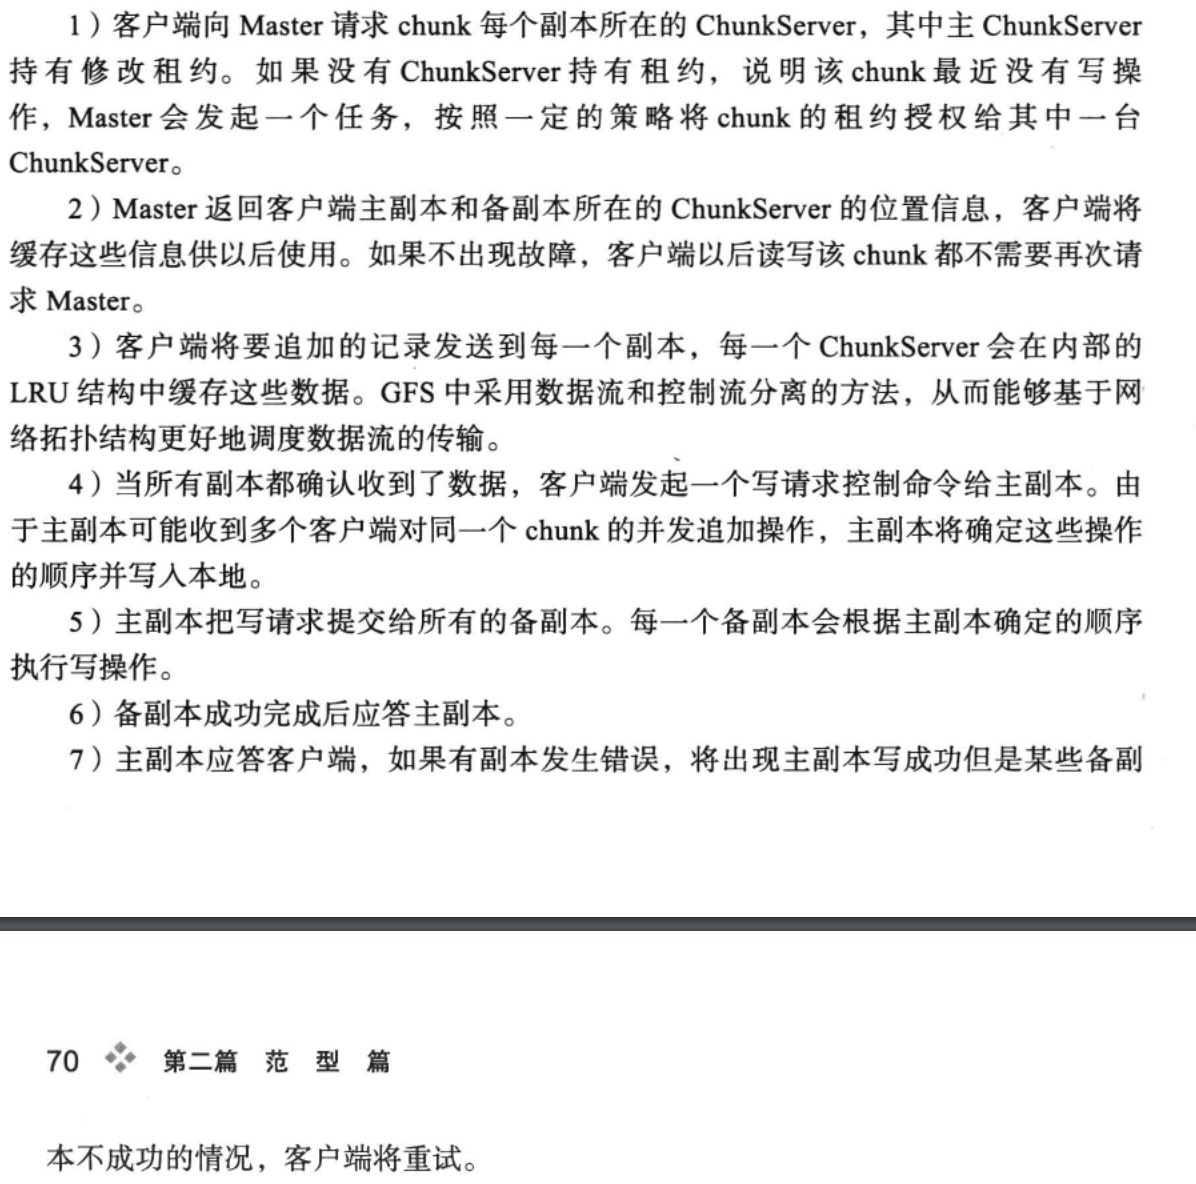 1）客户端向 Master 请求 chunk 每个副本所在的 ChunkServer，其中主 ChunkServer
持有修改租约。如果没有 ChunkServer 持有租约，说明该 chunk 最近没有写操
作，Master 会发起一个任务，按照一定的策略将 chunk 的租约授权给其中一台
ChunkServer。
2）Master 返回客户端主副本和备副本所在的 ChunkServer 的位置信息，客户端将
缓存这些信息供以后使用。如果不出现故障，客户端以后读写该 chunk 都不需要再次请
求 Master。
3）客户端将要追加的记录发送到每一个副本，每一个 ChunkServer 会在内部的
LRU 结构中缓存这些数据。GFS 中采用数据流和控制流分离的方法，从而能够基于网
络拓扑结构更好地调度数据流的传输。
4）当所有副本都确认收到了数据，客户端发起一个写请求控制命令给主副本。由
于主副本可能收到多个客户端对同一个 chunk 的并发追加操作，主副本将确定这些操作
的顺序并写入本地。
5）主副本把写请求提交给所有的备副本。每一个备副本会根据主副本确定的顺序
执行写操作。
6）备副本成功完成后应答主副本。
7）主副本应答客户端，如果有副本发生错误，将出现主副本写成功但是某些备副
70 第二篇 范 型 篇
本不成功的情况，客户端将重试。